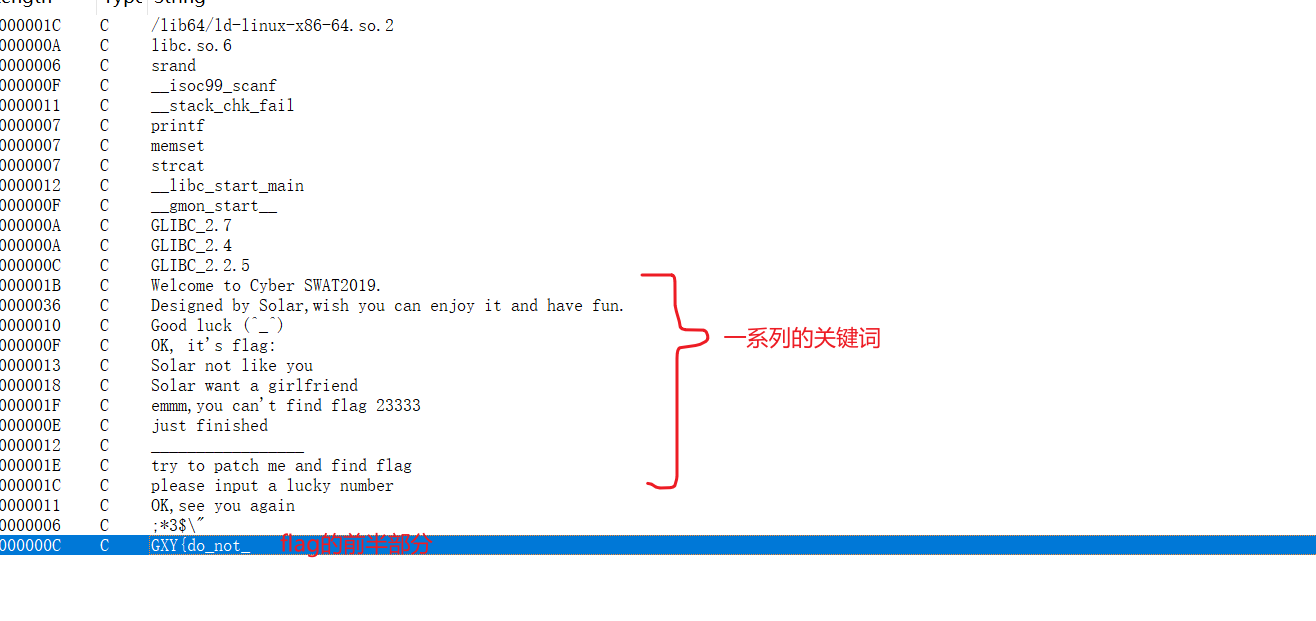 ength Type String
000001C C /lib64/ld-linux-x86-64.so.2
000000A C libc.so.6
0000006 C srand
000000F C __isoc99_scanf
0000011 C __stack_chk_fail
0000007 C printf
0000007 C memset
0000007 C strcat
0000012 C __libc_start_main
000000F C __gmon_start__
000000A C GLIBC_2.7
000000A C GLIBC_2.4
000000C C GLIBC_2.2.5
000001B C Welcome to Cyber SWAT2019.
0000036 C Designed by Solar,wish you can enjoy it and have fun.
0000010 C Good luck (^_^)
000000F C OK, it's flag:
0000013 C Solar not like you
0000018 C Solar want a girlfriend
000001F C emmm,you can't find flag 23333
000000E C just finished
0000012 C _________________
000001E C try to patch me and find flag
000001C C please input a lucky number
0000011 C OK,see you again
0000006 C ;*3$\"
000000C C GXY{do_not_ flag的前半部分
一系列的关键词